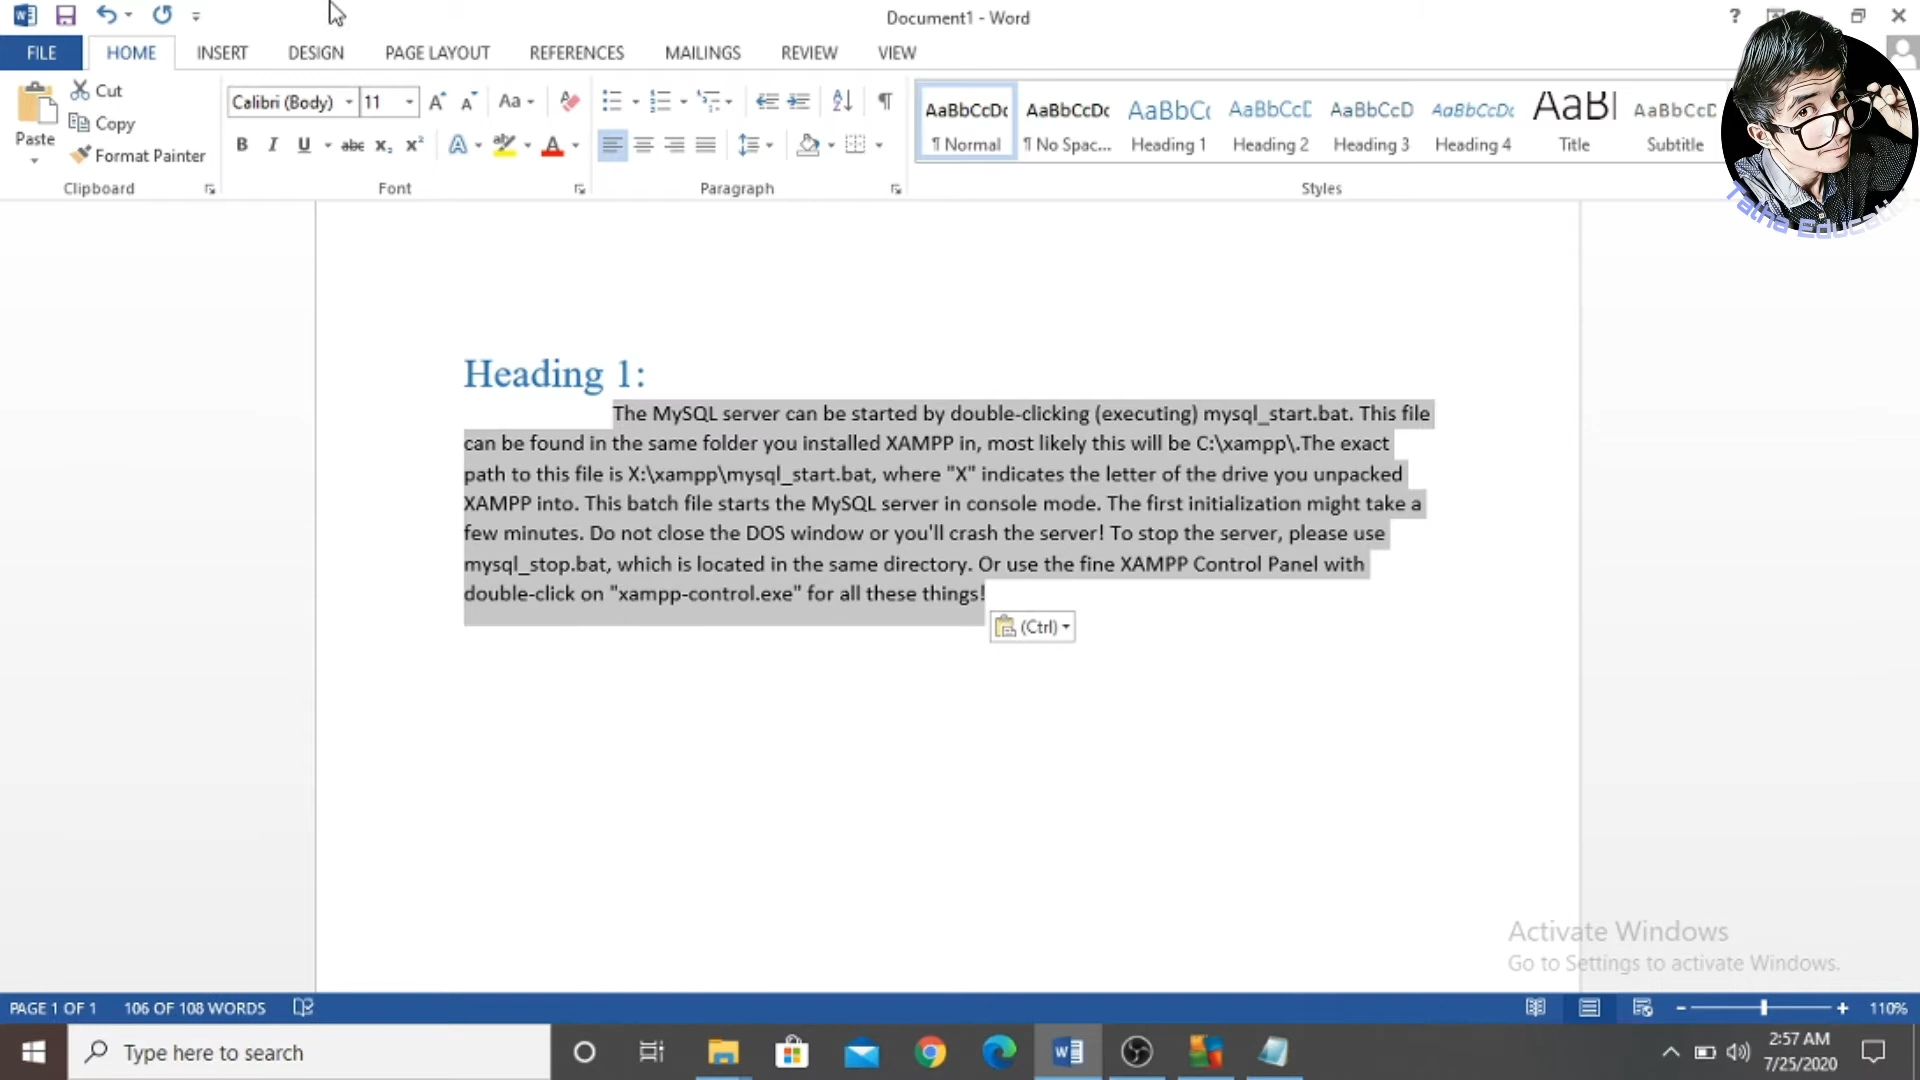 Document1 - Word
?
FILE
HOME
INSERT
DESIGN
PAGE LAYOUT
REFERENCES
MAILINGS
REVIEW
VIEW
Paste
Cut
Copy
Format Painter
Clipboard
Calibri (Body)
11
Font
Paragraph
AaBbCcDc
¶ Normal
AaBbCcDc
¶ No Spac...
AaBbC
Heading 1
AaBbCcD
Heading 2
AaBbCcD
Heading 3
AaBbCcDc
Heading 4
AaB
Title
AaBbCcD
Subtitle
Styles
Talha Educatio
Heading 1:
The MySQL server can be started by double-clicking (executing) mysql_start.bat. This file
can be found in the same folder you installed XAMPP in, most likely this will be C:\xampp\.The exact
path to this file is X:\xampp\mysql_start.bat, where "X" indicates the letter of the drive you unpacked
XAMPP into. This batch file starts the MySQL server in console mode. The first initialization might take a
few minutes. Do not close the DOS window or you'll crash the server! To stop the server, please use
mysql_stop.bat, which is located in the same directory. Or use the fine XAMPP Control Panel with
double-click on "xampp-control.exe" for all these things!
(Ctrl)
Activate Windows
Go to Settings to activate Windows.
PAGE 1 OF 1
106 OF 108 WORDS
110%
Type here to search
2:57 AM
7/25/2020